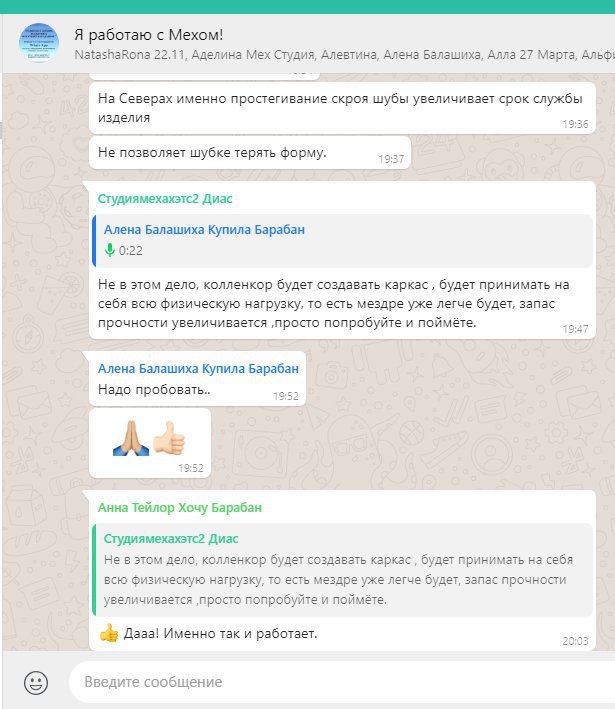 Я работаю с Мехом!
NatashaRona 22.11, Аделина Мех Студия, Алевтина, Алена Балашиха, Алла 27 Марта, Альфи
На Северах именно простегивание скроя шубы увеличивает срок службы
изделия
19:36
Не позволяет шубке терять форму.
19:37
Студиямехахэтс2 Диас
Алена Балашиха Купила Барабан
0:22
Не в этом дело, колленкор будет создавать каркас , будет принимать на
себя всю физическую нагрузку, то есть мездре уже легче будет, запас
прочности увеличивается ,просто попробуйте и поймёте.
19:47
Алена Балашиха Купила Барабан
Надо пробовать..
19:52
🙏🏻👍🏻
19:52
Анна Тейлор Хочу Барабан
Студиямехахэтс2 Диас
Не в этом дело, колленкор будет создавать каркас , будет принимать на себя
всю физическую нагрузку, то есть мездре уже легче будет, запас прочности
увеличивается ,просто попробуйте и поймёте.
👍 Дааа! Именно так и работает.
20:03
Введите сообщение